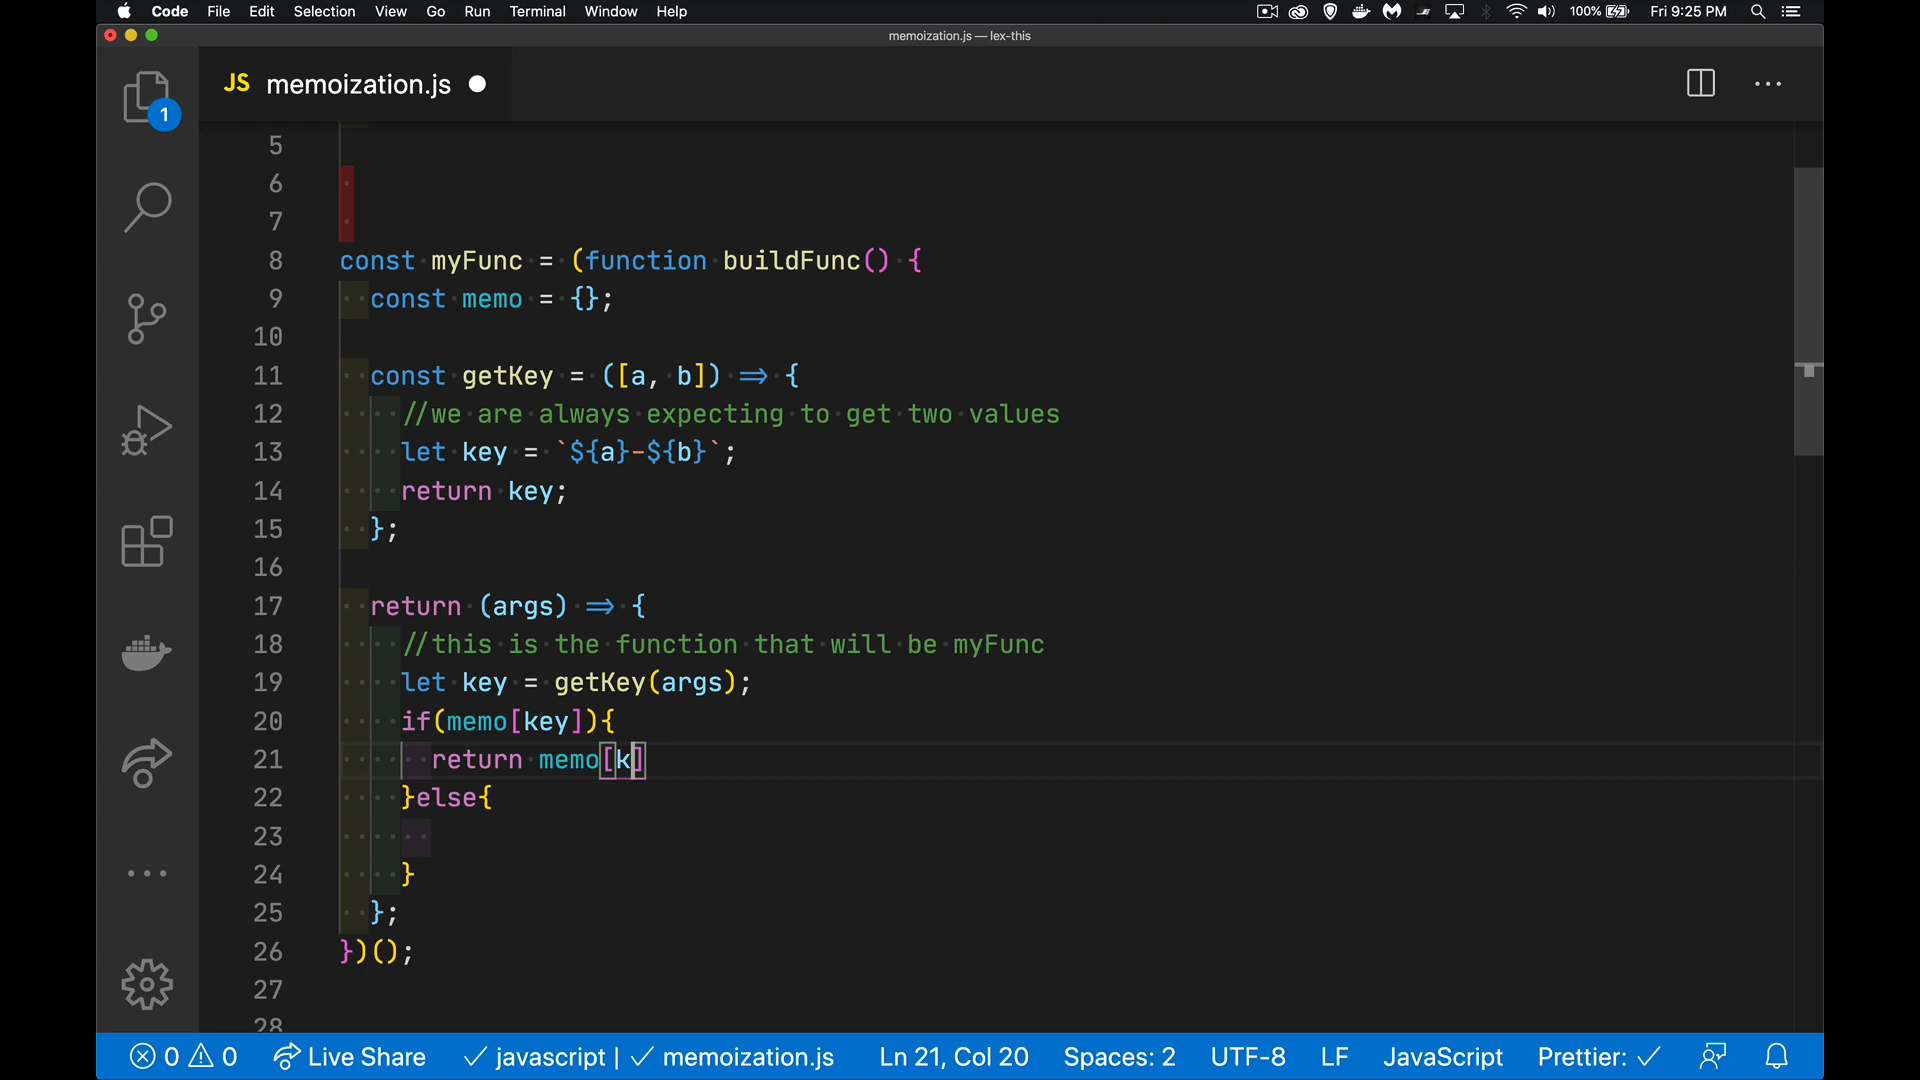 Code File Edit Selection View Go Run Terminal Window Help 100% Fri 9:25 PM
memoization.js — lex-this
JS memoization.js
1
5
6
7
8 const myFunc = (function buildFunc() {
9 const memo = {};
10
11 const getKey = ([a, b]) => {
12 //we are always expecting to get two values
13 let key = `${a}-${b}`;
14 return key;
15 };
16
17 return (args) => {
18 //this is the function that will be myFunc
19 let key = getKey(args);
20 if(memo[key]){
21 return memo[k]
22 }else{
23
24 }
25 };
26 })();
27
28
0 0 Live Share javascript | memoization.js Ln 21, Col 20 Spaces: 2 UTF-8 LF JavaScript Prettier: